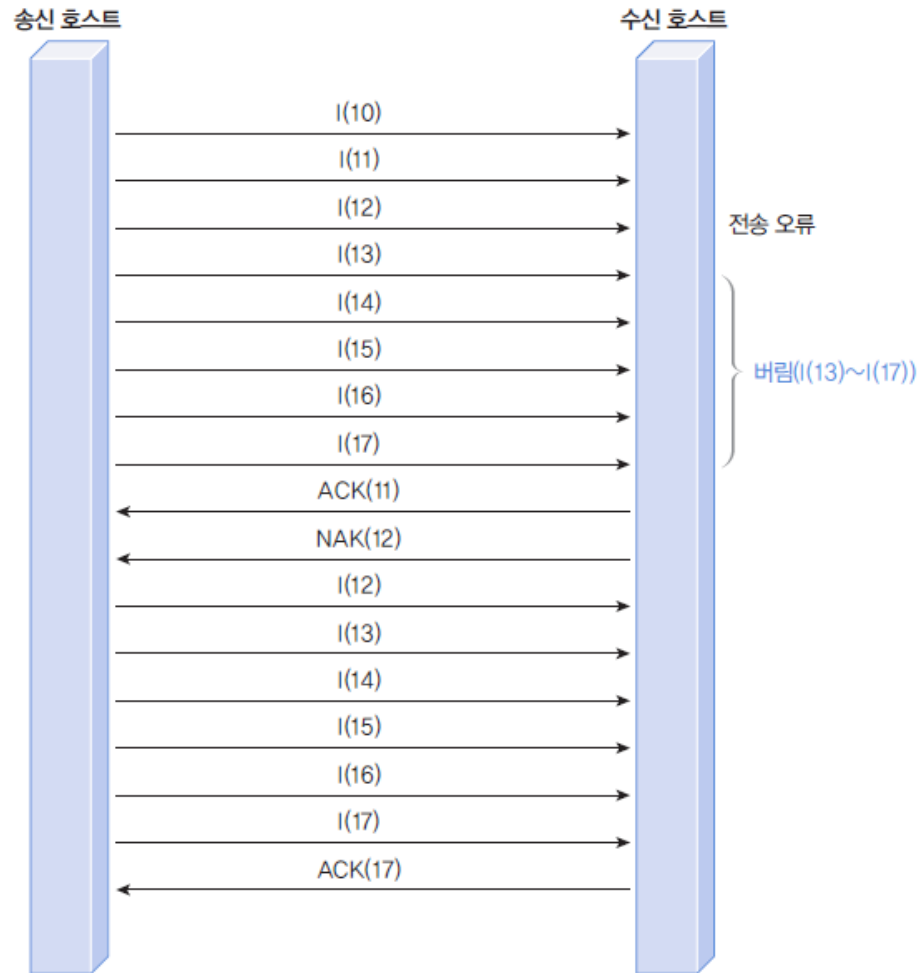 송신 호스트
수신 호스트
I(10)
I(11)
I(12)
전송 오류
I(13)
I(14)
I(15)
버림(I(13)~I(17))
I(16)
I(17)
ACK(11)
NAK(12)
I(12)
I(13)
I(14)
I(15)
I(16)
I(17)
ACK(17)